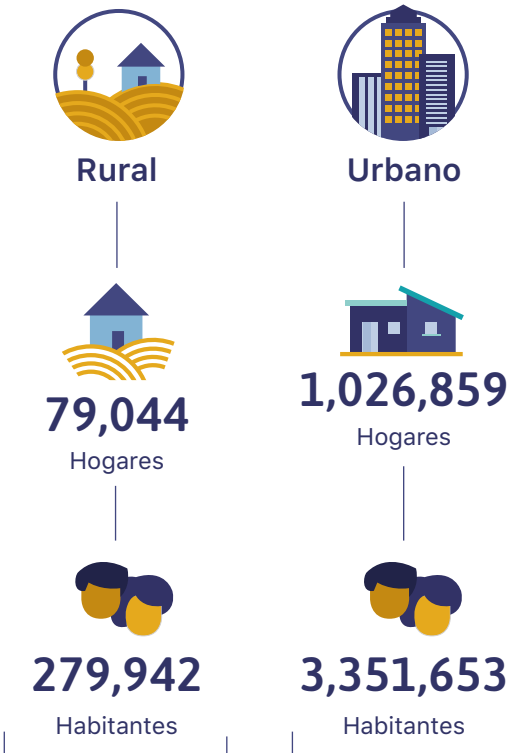 Rural
79,044
Hogares
279,942
Habitantes
Urbano
1,026,859
Hogares
3,351,653
Habitantes